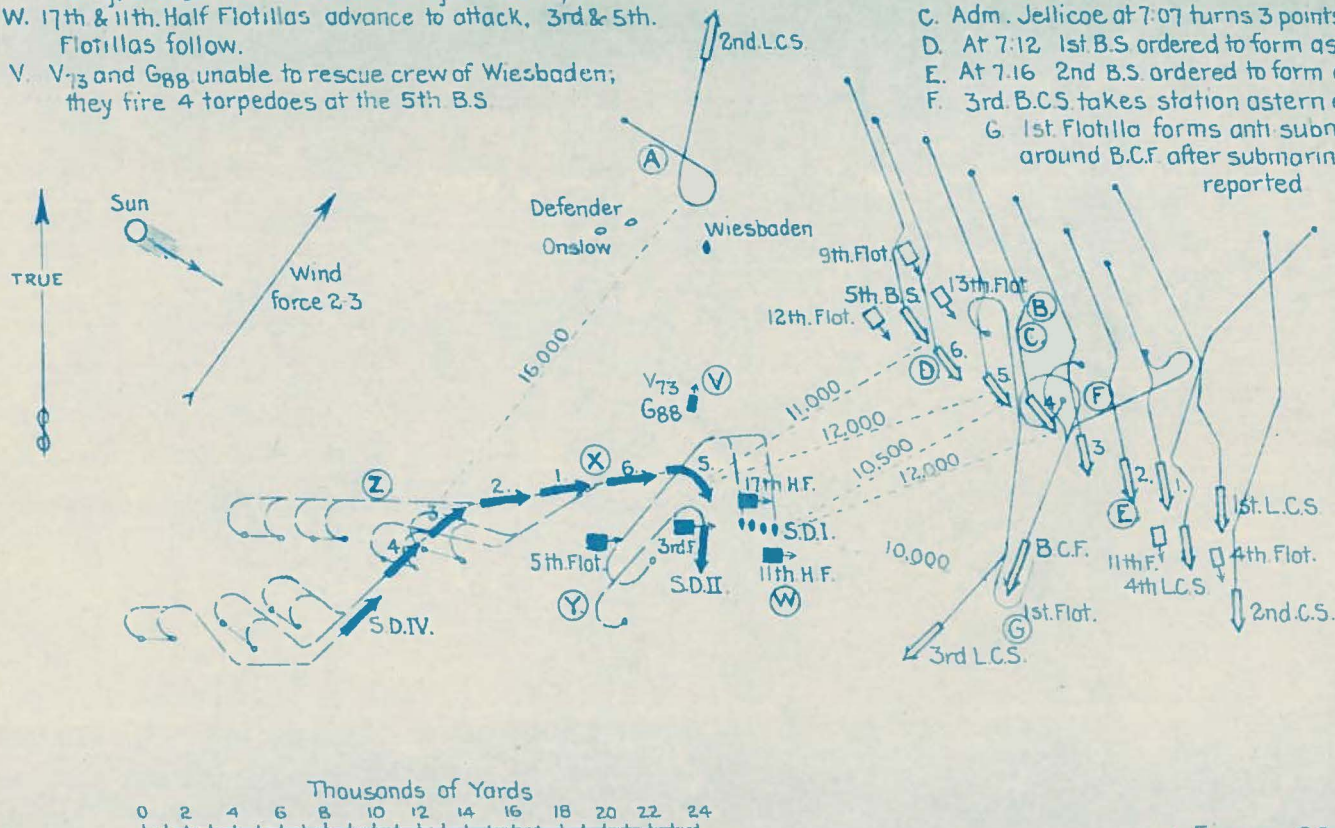 W. 17th & 11th. Half Flotillas advance to attack, 3rd & 5th.
Flotillas follow.
V. V73 and G88 unable to rescue crew of Wiesbaden;
they fire 4 torpedoes at the 5th B.S.
C. Adm. Jellicoe at 7:07 turns 3 points
D. At 7:12 1st B.S. ordered to form as
E. At 7.16 2nd B.S. ordered to form
F. 3rd. B.C.S. takes station astern
G 1st. Flotilla forms anti subm
around B.C.F. after submarin
reported
2nd. L.C.S.
A
Sun
TRUE
Wind
force 2-3
Defender
Onslow
Wiesbaden
9th. Flot.
5th. B.S.
13th. Flot
12th. Flot.
B
C
D
6.
5.
4.
F
3.
2.
1.
E
16,000
V73
G88
V
11,000
12,000
10,500
12,000
10,000
Z
2.
1.
X
6.
5.
3.
4.
17th H.F.
S.D.I.
5th. Flot.
3rd F.
S.D.II.
11th H.F.
Y.
W
S.D.IV.
B.C.F.
1st. Flot.
G
3rd L.C.S.
11th F.
4th L.C.S.
1st. L.C.S.
4th. Flot.
2nd. C.S.
Thousands of Yards
0 2 4 6 8 10 12 14 16 18 20 22 24